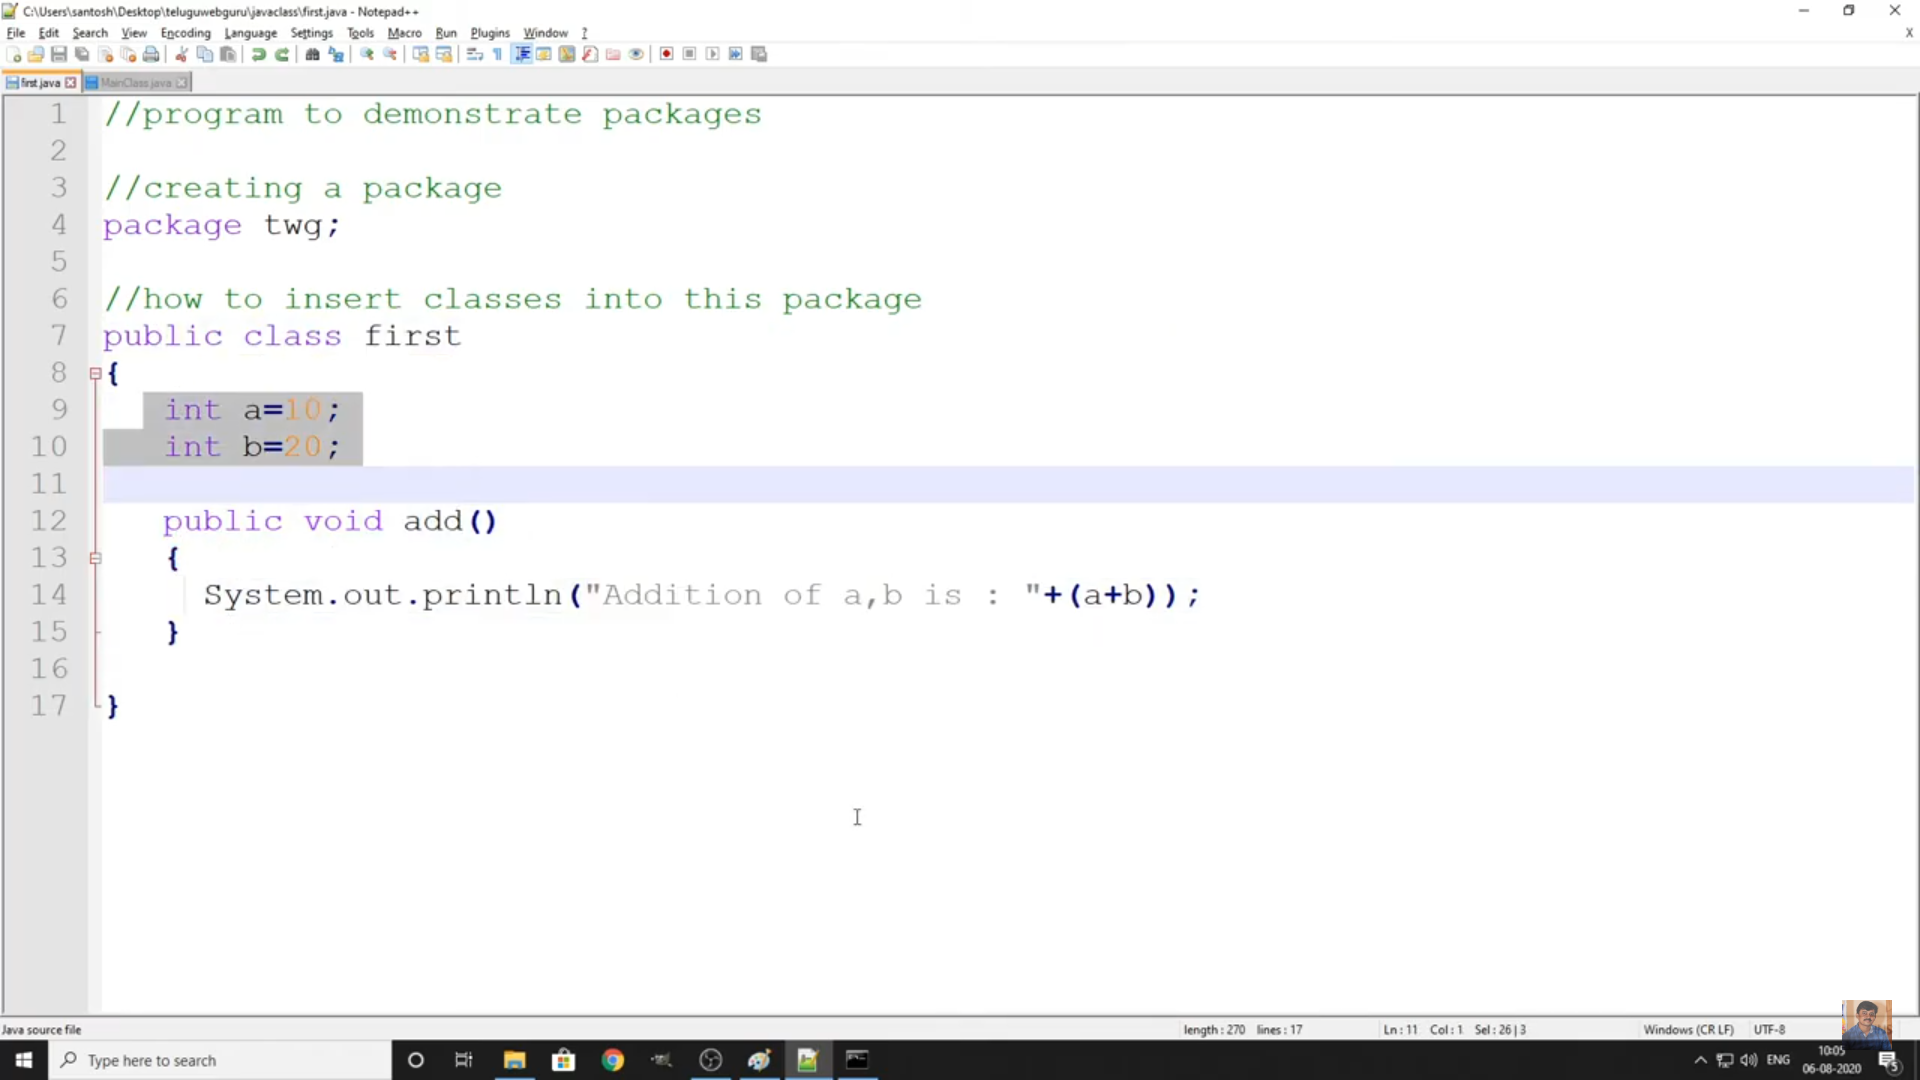 C:\Users\santosh\Desktop\teluguwebguru\javaclass\first.java - Notepad++
File Edit Search View Encoding Language Settings Tools Macro Run Plugins Window ?
X
first.java MainClass.java
1 //program to demonstrate packages
2
3 //creating a package
4 package twg;
5
6 //how to insert classes into this package
7 public class first
8 {
9 int a=10;
10 int b=20;
11
12 public void add()
13 {
14 System.out.println("Addition of a,b is : "+(a+b));
15 }
16
17 }
Java source file length : 270 lines : 17 Ln : 11 Col : 1 Sel : 26 | 3 Windows (CR LF) UTF-8
Type here to search ENG 10:05
06-08-2020 5